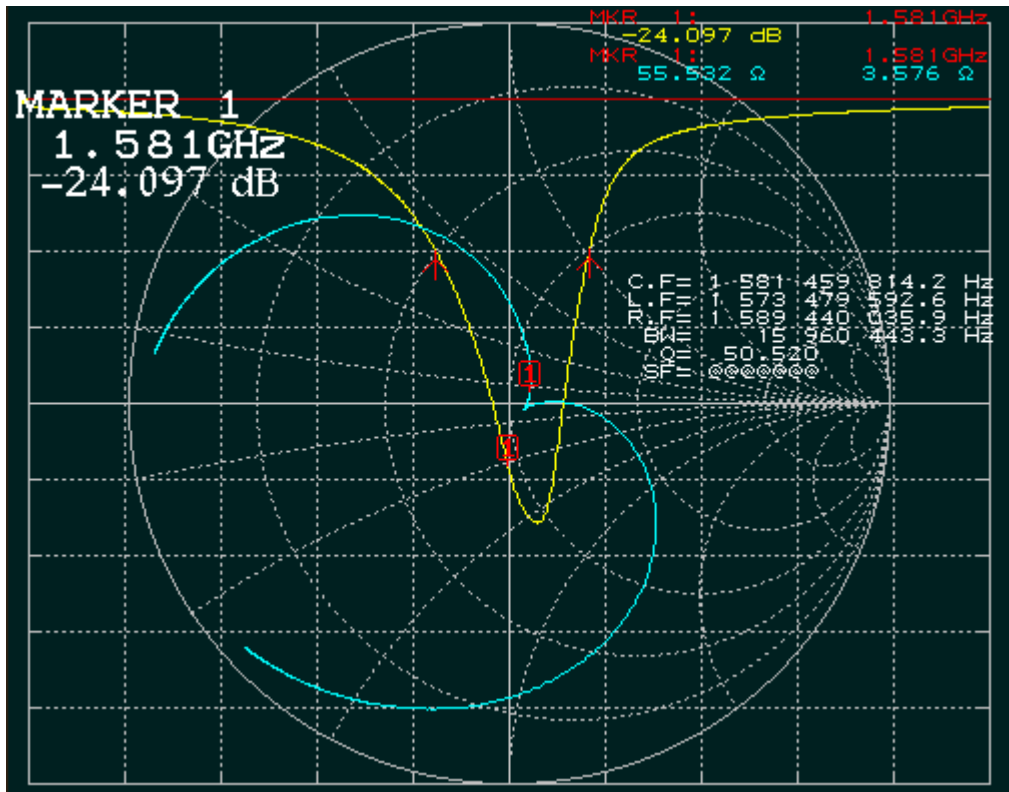 MKR 1: 1.581GHz
-24.097 dB
MKR 1: 1.581GHz
55.532 Ω 3.576 Ω
MARKER 1
1.581GHz
-24.097 dB
C.F= 1 581 459 814.2 Hz
L.F= 1 573 479 592.6 Hz
R.F= 1 589 440 035.9 Hz
BW= 15 960 443.3 Hz
Q= 50.520
SF= @@@@@@@
1
1